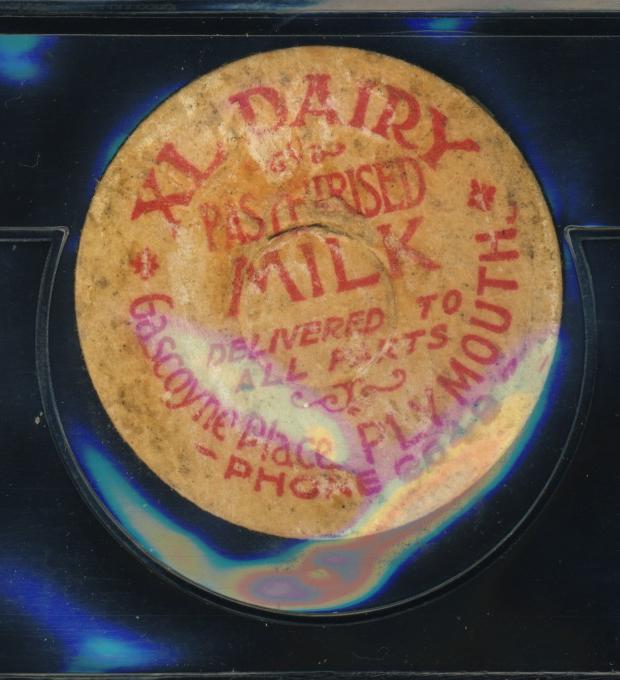 XL DAIRY
PASTEURISED
MILK
DELIVERED TO
ALL PARTS
Gascoyne Place PLYMOUTH.
-PHONE